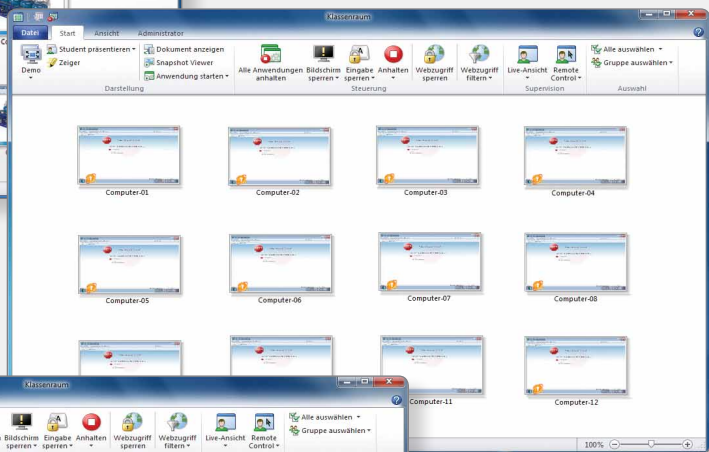 Klassenraum
Datei Start Ansicht Administrator
Demo
Student präsentieren
Zeiger
Dokument anzeigen
Snapshot Viewer
Anwendung starten
Alle Anwendungen anhalten
Bildschirm sperren
Eingabe sperren
Anhalten
Webzugriff sperren
Webzugriff filtern
Live-Ansicht
Remote Control
Alle auswählen
Gruppe auswählen
Darstellung Steuerung Supervision Auswahl
Computer-01 Computer-02 Computer-03 Computer-04
Computer-05 Computer-06 Computer-07 Computer-08
Computer-11 Computer-12
Klassenraum
Bildschirm sperren
Eingabe sperren
Anhalten
Webzugriff sperren
Webzugriff filtern
Live-Ansicht
Remote Control
Alle auswählen
Gruppe auswählen
100%